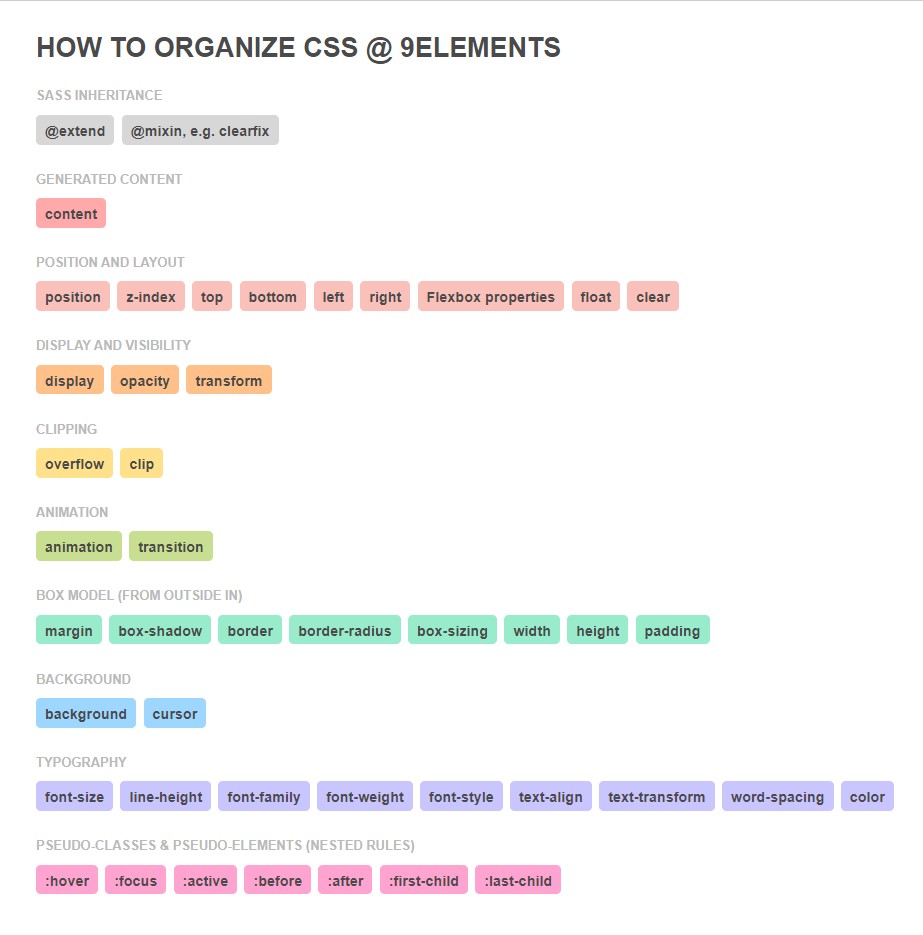 HOW TO ORGANIZE CSS @ 9ELEMENTS
SASS INHERITANCE
@extend @mixin, e.g. clearfix
GENERATED CONTENT
content
POSITION AND LAYOUT
position z-index top bottom left right Flexbox properties float clear
DISPLAY AND VISIBILITY
display opacity transform
CLIPPING
overflow clip
ANIMATION
animation transition
BOX MODEL (FROM OUTSIDE IN)
margin box-shadow border border-radius box-sizing width height padding
BACKGROUND
background cursor
TYPOGRAPHY
font-size line-height font-family font-weight font-style text-align text-transform word-spacing color
PSEUDO-CLASSES & PSEUDO-ELEMENTS (NESTED RULES)
:hover :focus :active :before :after :first-child :last-child